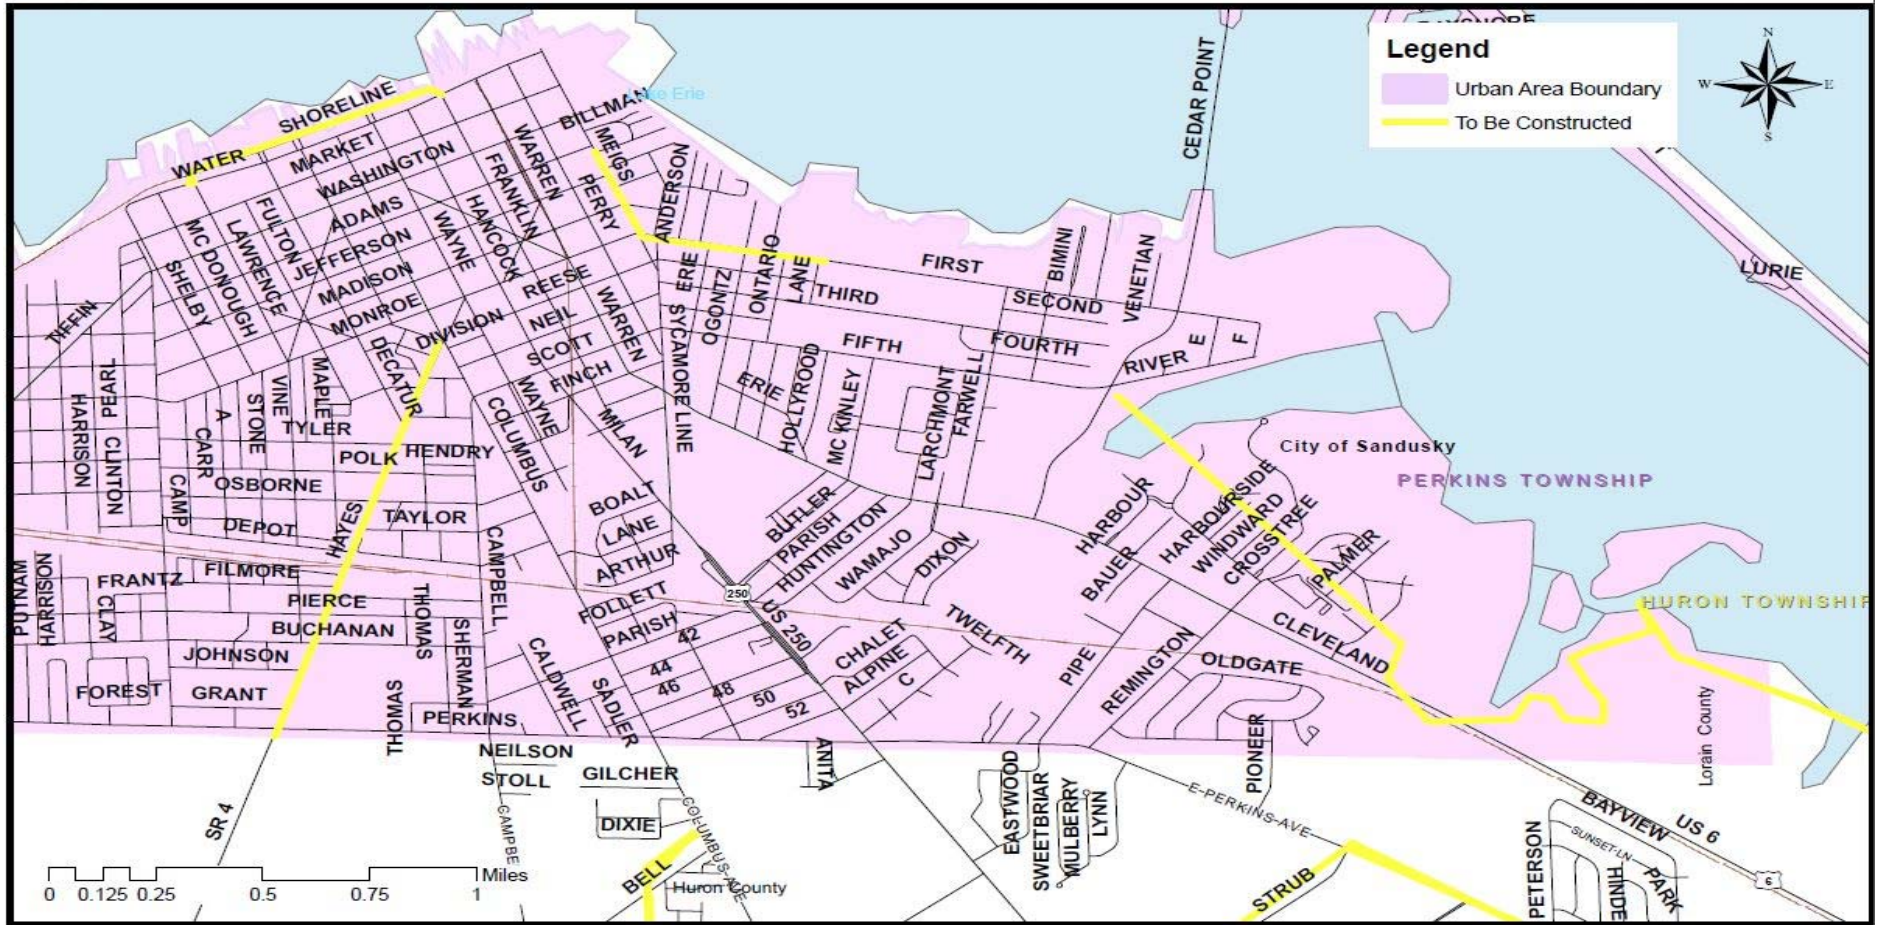 Legend
Urban Area Boundary
To Be Constructed
N
W
E
S
CEDAR POINT
Lake Erie
BILLMAN
SHORELINE
WATER
MARKET
WASHINGTON
WARREN
MEIGS
FRANKLIN
PERRY
ANDERSON
FULTON
ADAMS
HANCOCK
WAYNE
LAWRENCE
MC DONOUGH
JEFFERSON
MADISON
MONROE
SHELBY
REESE
NEIL
SCOTT
FINCH
WARREN
DIVISION
DECATUR
TIFFIN
ERIE
OGONTZ
ONTARIO
LANE
SYCAMORE LINE
FIRST
THIRD
SECOND
BIMINI
VENETIAN
FIFTH
FOURTH
RIVER
E
F
LURIE
HARRISON
PEARL
CLINTON
A
CARR
STONE
VINE
MAPLE
TYLER
POLK
HENDRY
OSBORNE
CAMP
DEPOT
HAYES
TAYLOR
COLUMBUS
WAYNE
MILAN
ERIE
HOLLYROOD
MC KINLEY
LARCHMONT
FARWELL
City of Sandusky
PERKINS TOWNSHIP
HURON TOWNSHIP
BOALT
LANE
ARTHUR
BUTLER
PARISH
HUNTINGTON
WAMAJO
DIXON
HARBOUR
BAUER
HARBOURSIDE
WINDWARD
CROSSTREE
PALMER
PUTNAM
HARRISION
FRANTZ
CLAY
FILMORE
PIERCE
BUCHANAN
JOHNSON
FOREST
GRANT
THOMAS
CAMPBELL
SHERMAN
THOMAS
PERKINS
FOLLETT
PARISH
42
44
46
48
50
52
CALDWELL
SADLER
250
US 250
CHALET
ALPINE
C
TWELFTH
PIPE
REMINGTON
OLDGATE
CLEVELAND
PIONEER
Lorain County
NEILSON
STOLL
GILCHER
DIXIE
ANITA
EASTWOOD
SWEETBRIAR
MULBERRY
LYNN
E-PERKINS-AVE
BAYVIEW
US 6
6
SUNSET-LN
PETERSON
HINDE
PARK
STRUB
BELL
Huron County
COLUMBUS-AVE
CAMPBE
SR 4
Miles
0 0.125 0.25 0.5 0.75 1